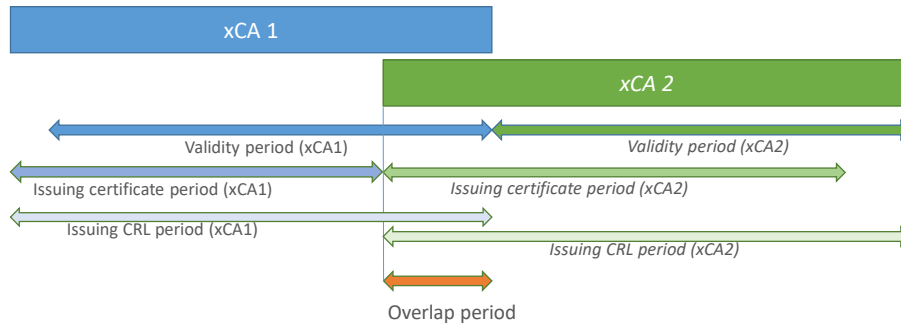 xCA 1
xCA 2
Validity period (xCA1)
Validity period (xCA2)
Issuing certificate period (xCA1)
Issuing certificate period (xCA2)
Issuing CRL period (xCA1)
Issuing CRL period (xCA2)
Overlap period